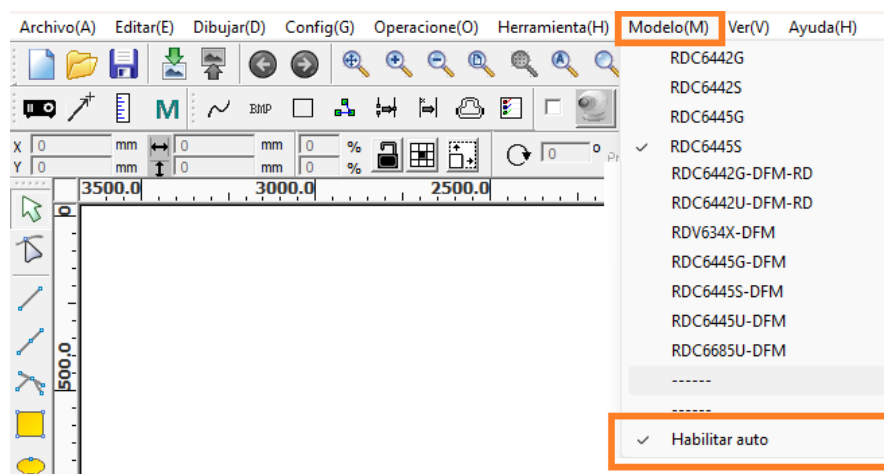 Archivo(A) Editar(E) Dibujar(D) Config(G) Operacione(O) Herramienta(H) Modelo(M) Ver(V) Ayuda(H)
M BMP
X 0 mm 0 mm 0 %
Y 0 mm 0 mm 0 % 0 °
3500.0 3000.0 2500.0
0
500.0
RDC6442G
RDC6442S
RDC6445G
RDC6445S
RDC6442G-DFM-RD
RDC6442U-DFM-RD
RDV634X-DFM
RDC6445G-DFM
RDC6445S-DFM
RDC6445U-DFM
RDC6685U-DFM
------
------
Habilitar auto